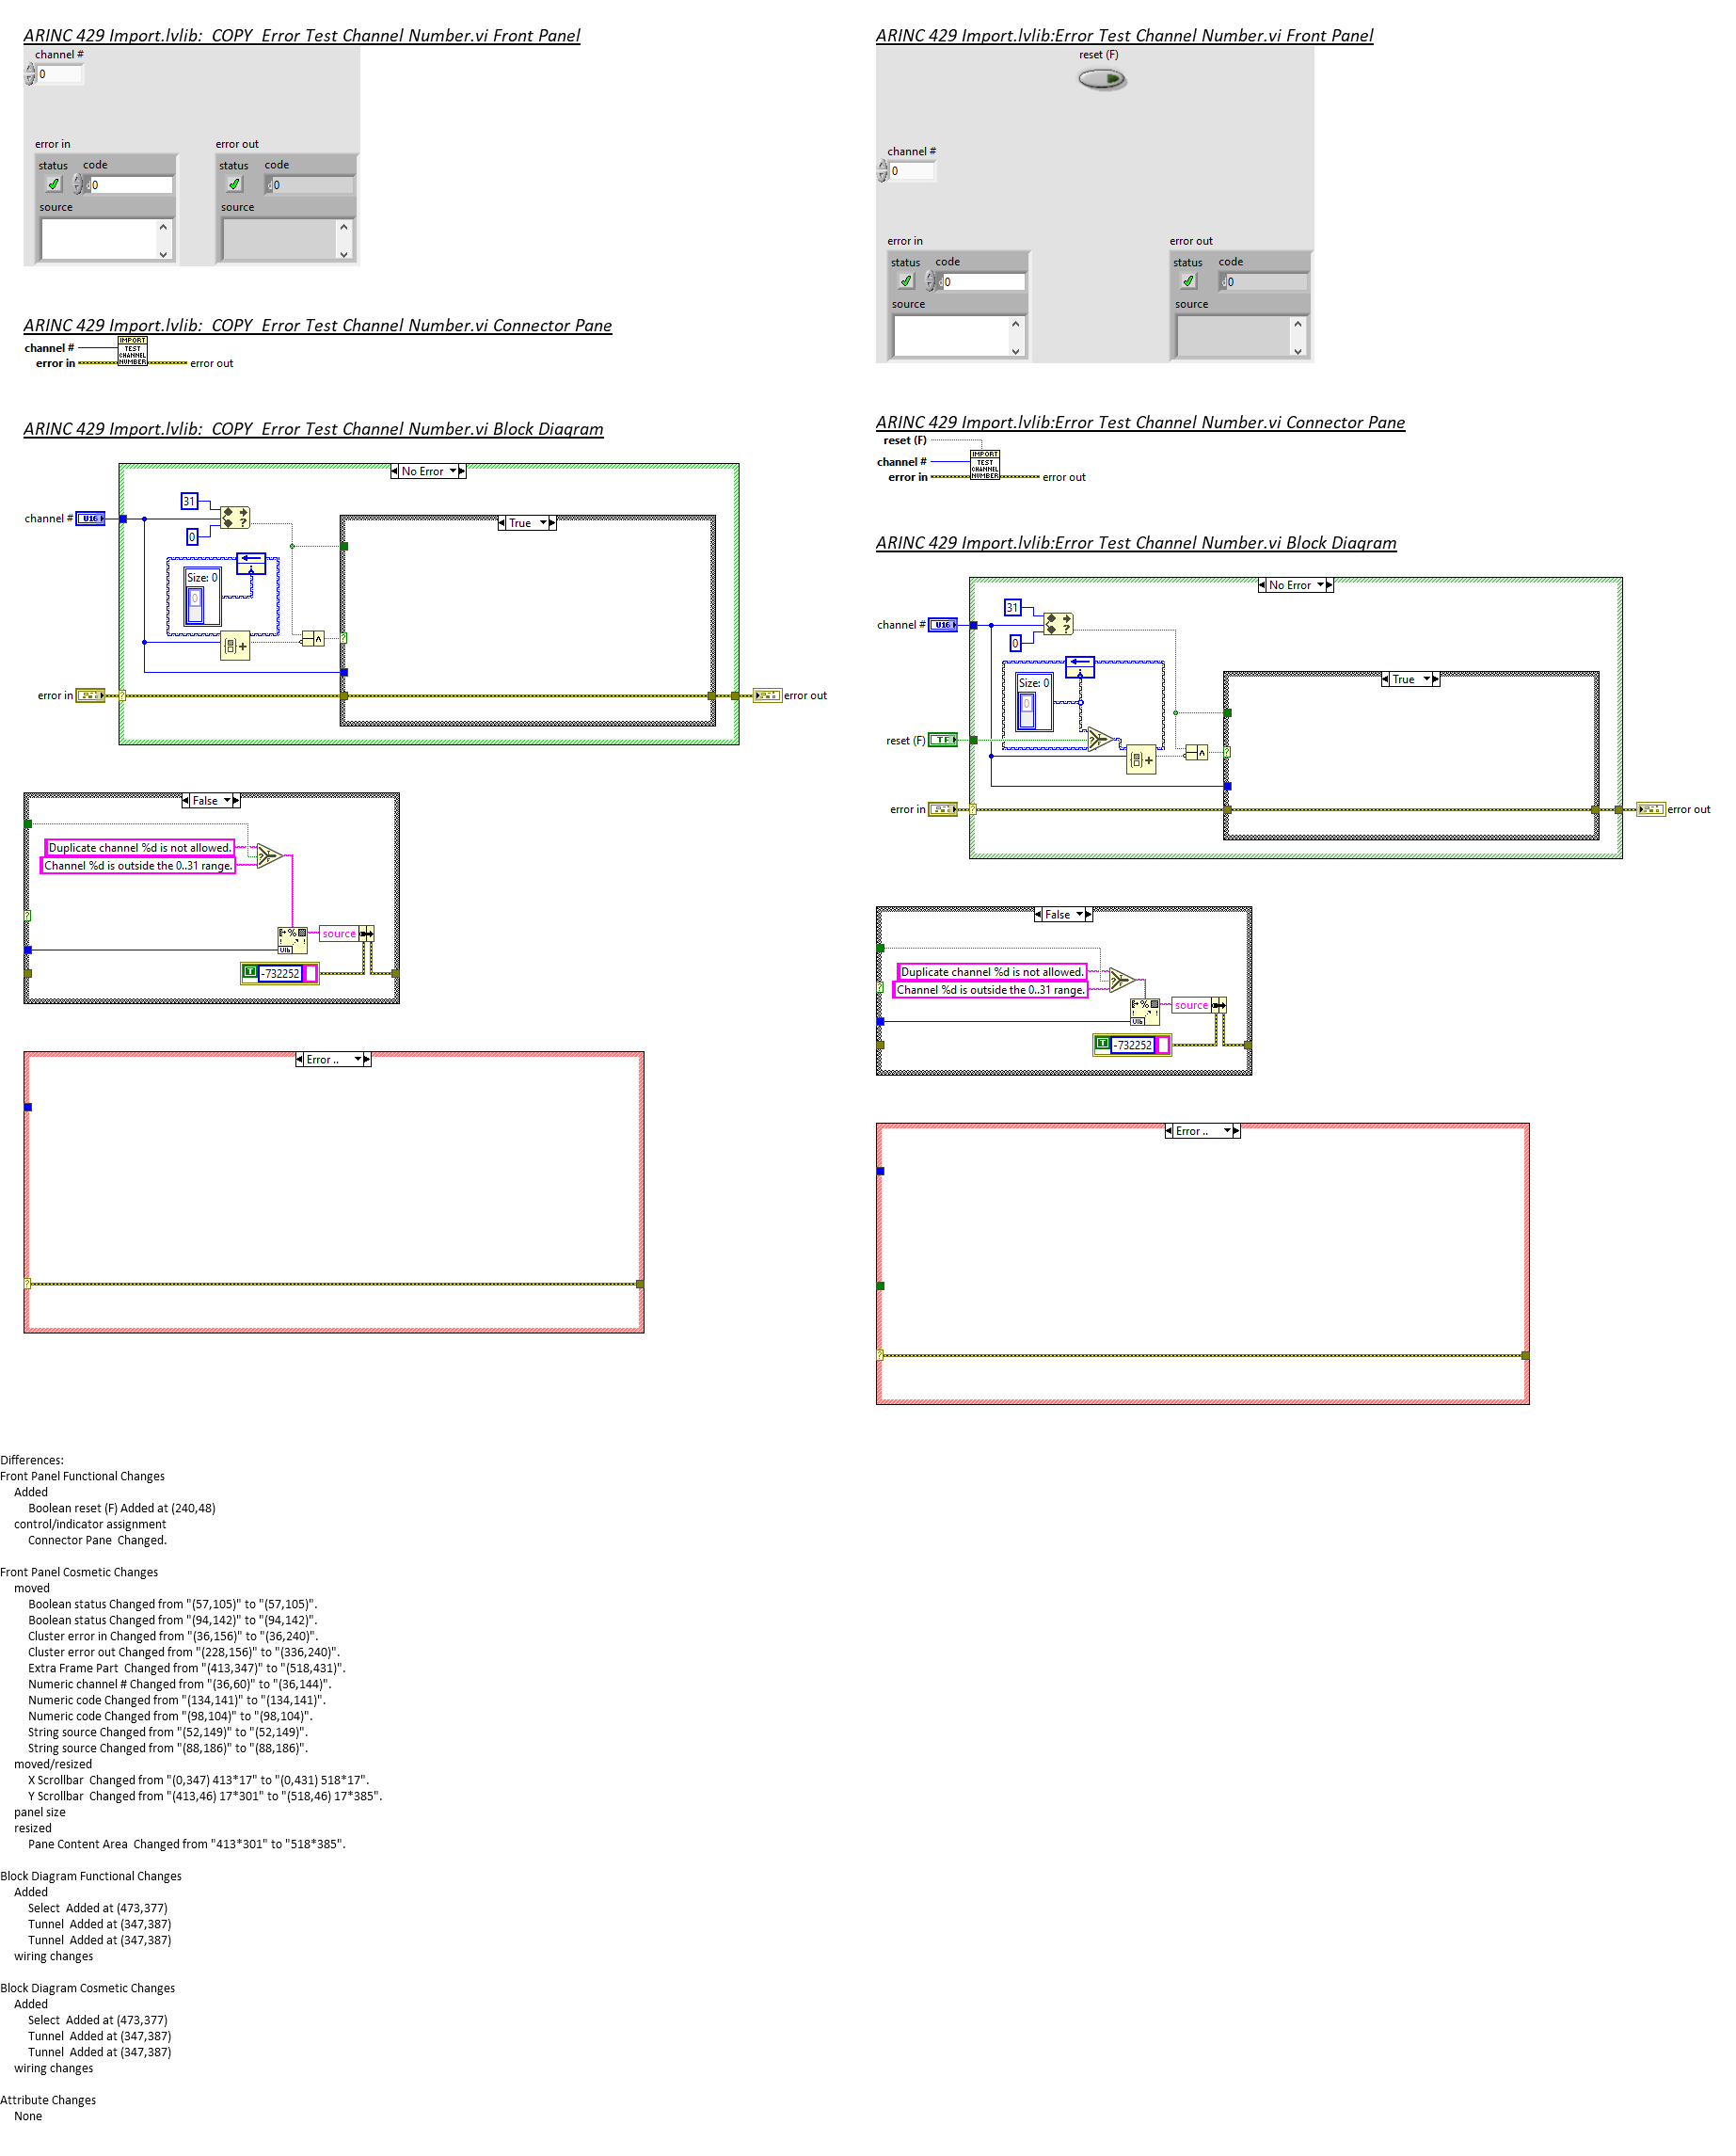 ARINC 429 Import.lvlib:_COPY_Error Test Channel Number.vi Front Panel
channel #
0
error in
error out
status code
status code
0
0
source
source
ARINC 429 Import.lvlib:_COPY_Error Test Channel Number.vi Connector Pane
IMPORT
TEST
CHANNEL
NUMBER
channel #
error in
error out
ARINC 429 Import.lvlib:_COPY_Error Test Channel Number.vi Block Diagram
No Error
31
channel #
U16
0
True
Size: 0
0
error in
error out
False
Duplicate channel %d is not allowed.
Channel %d is outside the 0..31 range.
source
U16
T -732252
Error ..
ARINC 429 Import.lvlib:Error Test Channel Number.vi Front Panel
reset (F)
channel #
0
error in
error out
status code
status code
0
0
source
source
ARINC 429 Import.lvlib:Error Test Channel Number.vi Connector Pane
reset (F)
IMPORT
TEST
CHANNEL
NUMBER
channel #
error in
error out
ARINC 429 Import.lvlib:Error Test Channel Number.vi Block Diagram
No Error
31
channel #
U16
0
True
Size: 0
0
reset (F)
TF
error in
error out
False
Duplicate channel %d is not allowed.
Channel %d is outside the 0..31 range.
source
U16
T -732252
Error ..
Differences:
Front Panel Functional Changes
Added
Boolean reset (F) Added at (240,48)
control/indicator assignment
Connector Pane Changed.
Front Panel Cosmetic Changes
moved
Boolean status Changed from "(57,105)" to "(57,105)".
Boolean status Changed from "(94,142)" to "(94,142)".
Cluster error in Changed from "(36,156)" to "(36,240)".
Cluster error out Changed from "(228,156)" to "(336,240)".
Extra Frame Part Changed from "(413,347)" to "(518,431)".
Numeric channel # Changed from "(36,60)" to "(36,144)".
Numeric code Changed from "(134,141)" to "(134,141)".
Numeric code Changed from "(98,104)" to "(98,104)".
String source Changed from "(52,149)" to "(52,149)".
String source Changed from "(88,186)" to "(88,186)".
moved/resized
X Scrollbar Changed from "(0,347) 413*17" to "(0,431) 518*17".
Y Scrollbar Changed from "(413,46) 17*301" to "(518,46) 17*385".
panel size
resized
Pane Content Area Changed from "413*301" to "518*385".
Block Diagram Functional Changes
Added
Select Added at (473,377)
Tunnel Added at (347,387)
Tunnel Added at (347,387)
wiring changes
Block Diagram Cosmetic Changes
Added
Select Added at (473,377)
Tunnel Added at (347,387)
Tunnel Added at (347,387)
wiring changes
Attribute Changes
None